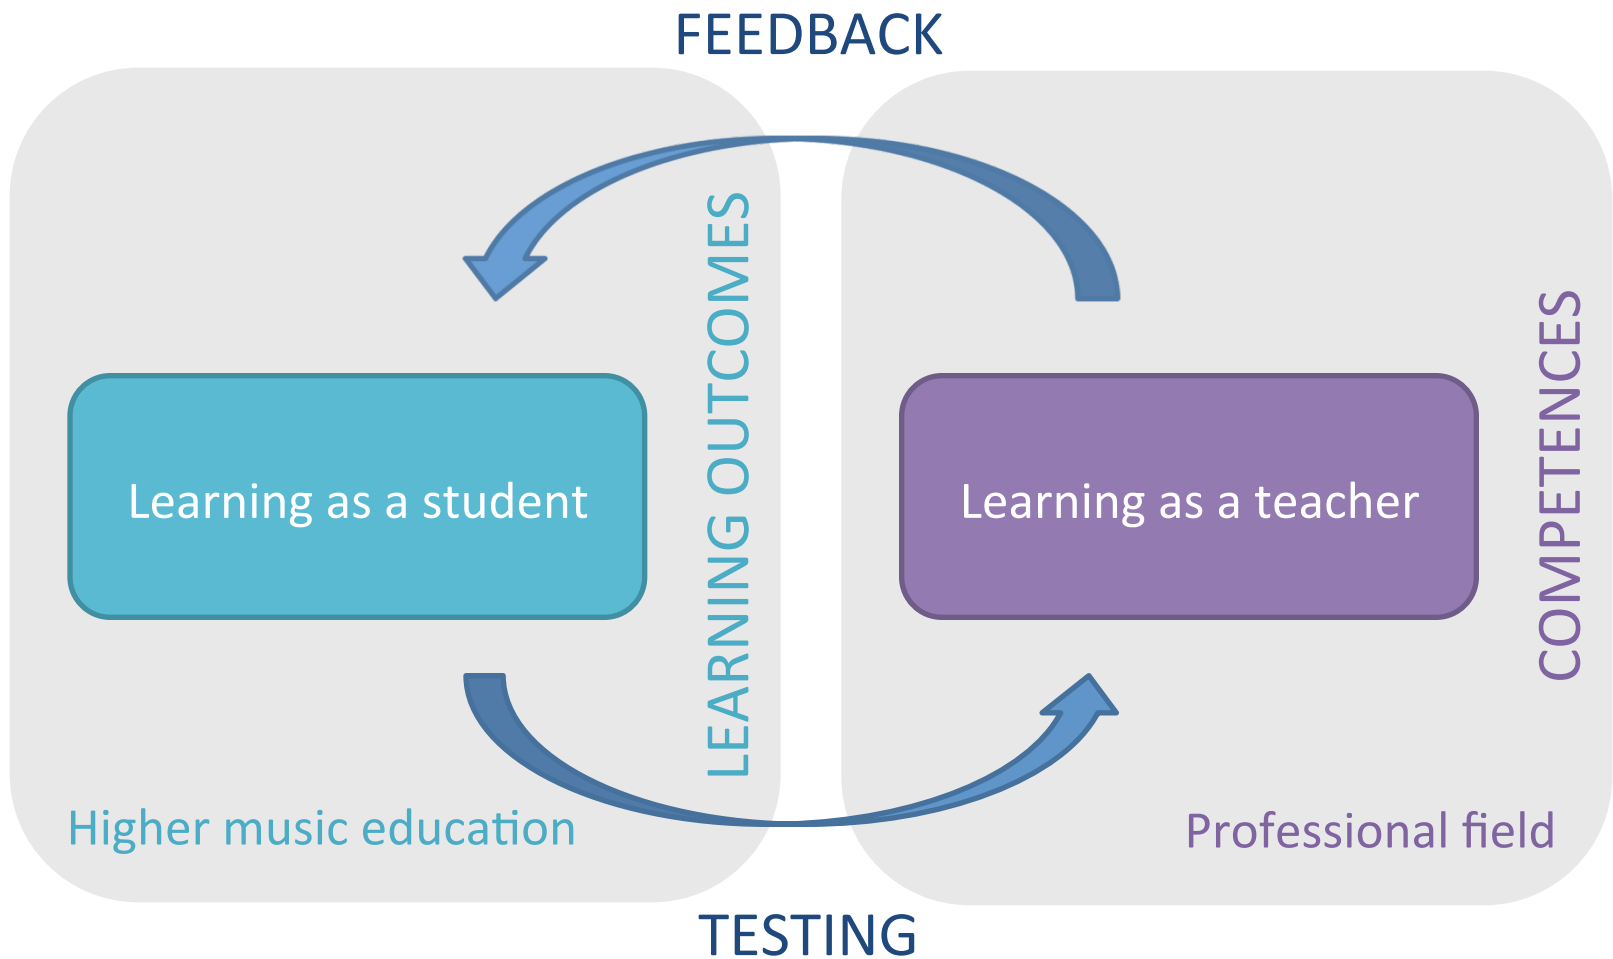 FEEDBACK
LEARNING OUTCOMES
COMPETENCES
Learning as a student
Learning as a teacher
Higher music education
Professional field
TESTING